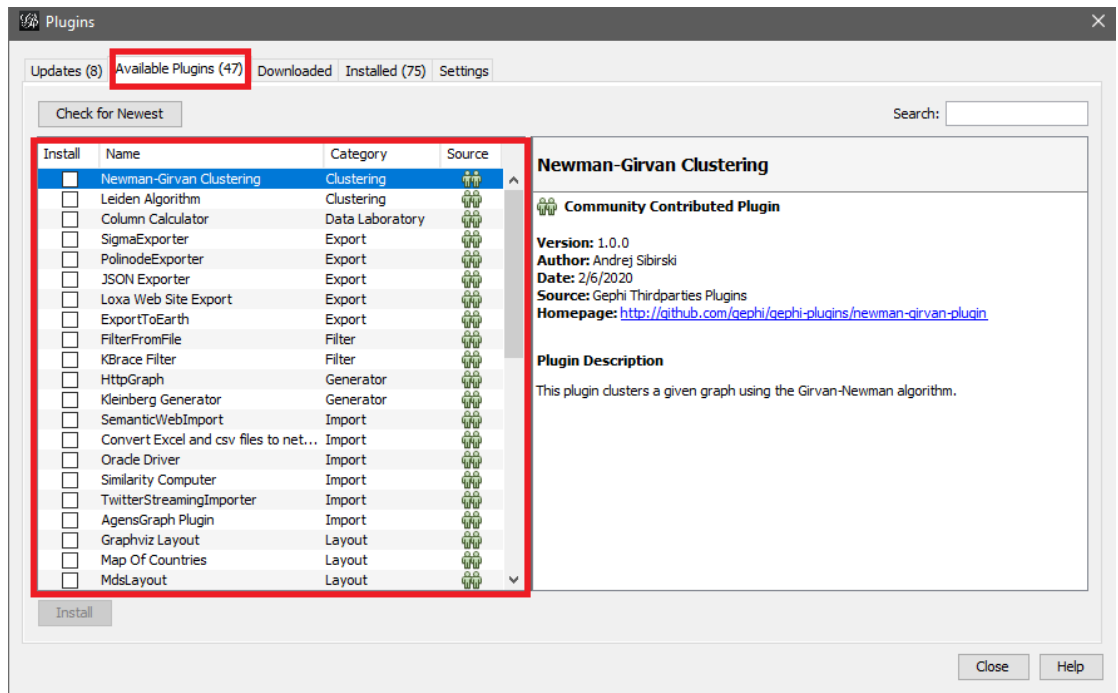 Plugins
Updates (8) Available Plugins (47) Downloaded Installed (75) Settings
Check for Newest Search:
Install Name Category Source
Newman-Girvan Clustering Clustering
Leiden Algorithm Clustering
Column Calculator Data Laboratory
SigmaExporter Export
PolinodeExporter Export
JSON Exporter Export
Loxa Web Site Export Export
ExportToEarth Export
FilterFromFile Filter
KBrace Filter Filter
HttpGraph Generator
Kleinberg Generator Generator
SemanticWebImport Import
Convert Excel and csv files to net... Import
Oracle Driver Import
Similarity Computer Import
TwitterStreamingImporter Import
AgensGraph Plugin Import
Graphviz Layout Layout
Map Of Countries Layout
MdsLayout Layout
Newman-Girvan Clustering
Community Contributed Plugin
Version: 1.0.0
Author: Andrej Sibirski
Date: 2/6/2020
Source: Gephi Thirdparties Plugins
Homepage: http://github.com/gephi/gephi-plugins/newman-girvan-plugin
Plugin Description
This plugin clusters a given graph using the Girvan-Newman algorithm.
Install
Close Help